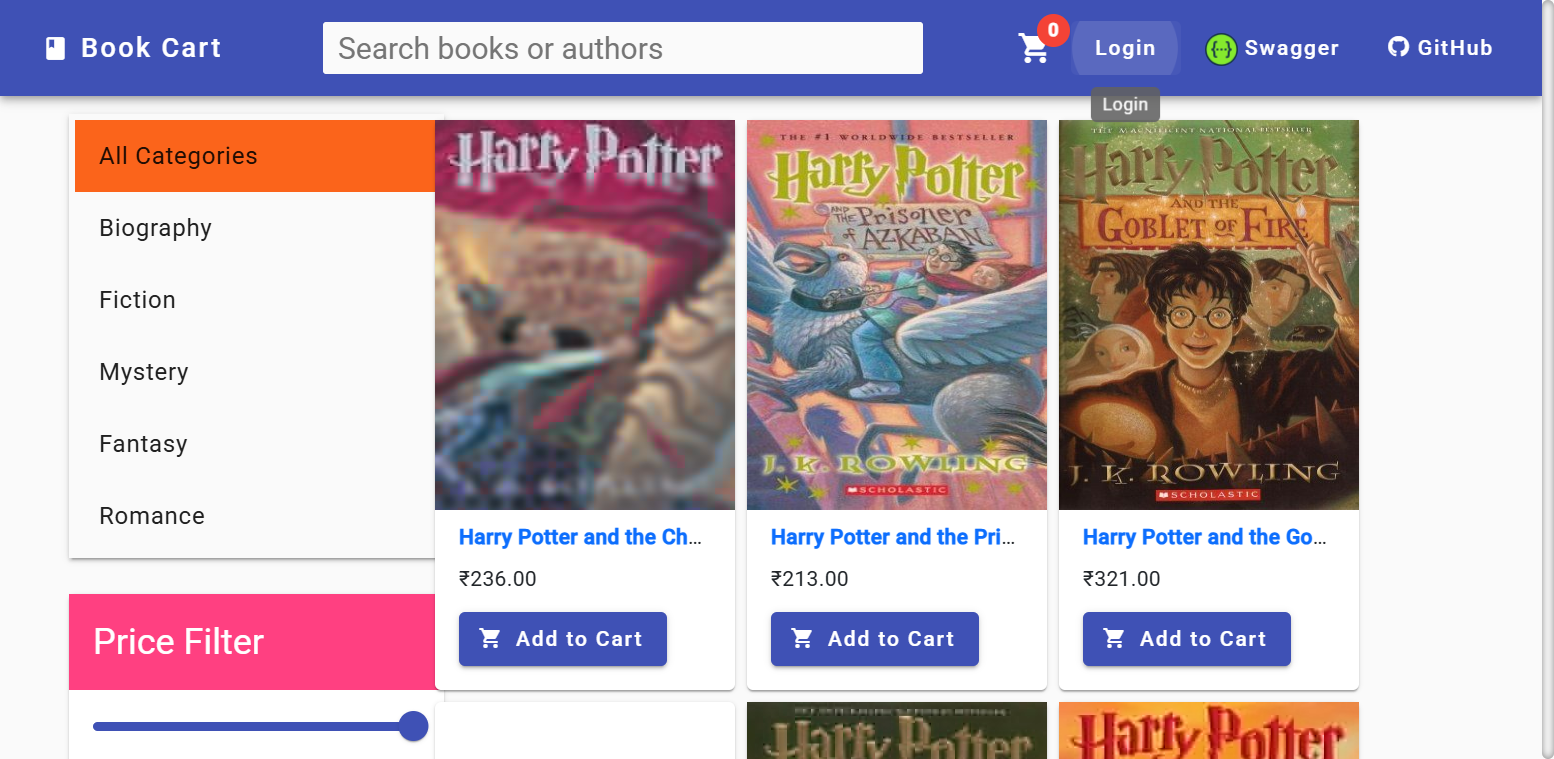 Book Cart
Search books or authors
0
Login
Swagger
GitHub
Login
All Categories
Biography
Fiction
Mystery
Fantasy
Romance
Price Filter
Harry Potter
Harry Potter and the Ch...
₹236.00
Add to Cart
THE #1 WORLDWIDE BESTSELLER
Harry Potter
AND THE Prisoner
of AZKABAN
J. K. ROWLING
SCHOLASTIC
Harry Potter and the Pri...
₹213.00
Add to Cart
THE MAGNIFICENT NATIONAL BESTSELLER
Harry Potter
AND THE
GOBLET OF FIRE
J. K. ROWLING
SCHOLASTIC
Harry Potter and the Go...
₹321.00
Add to Cart
Harry Potter
Harry Potter